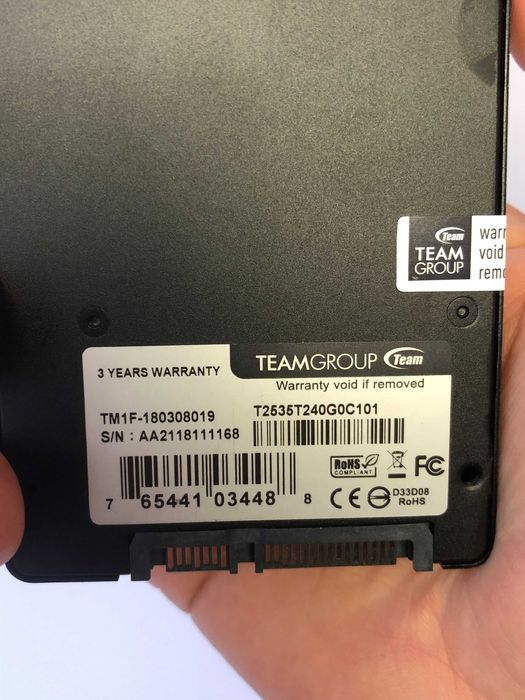 Team
TEAM
GROUP
warr
void
remo
3 YEARS WARRANTY
TEAMGROUP Team
Warranty void if removed
TM1F-180308019
T2535T240G0C101
S/N : AA2118111168
RoHS
COMPLIANT
FC
7 65441 03448 8
CE
D33D08
RoHS